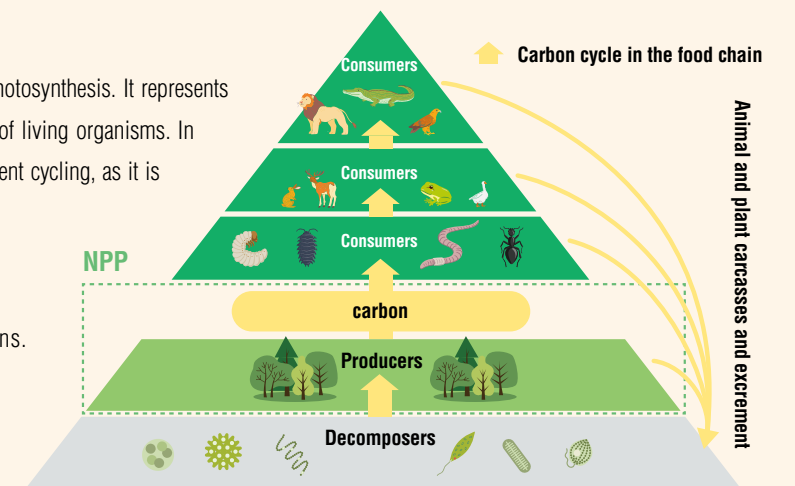 Consumers
Carbon cycle in the food chain
hotosynthesis. It represents
of living organisms. In
ent cycling, as it is
Consumers
Consumers
NPP
carbon
ns.
Producers
Decomposers
Animal and plant carcasses and excrement